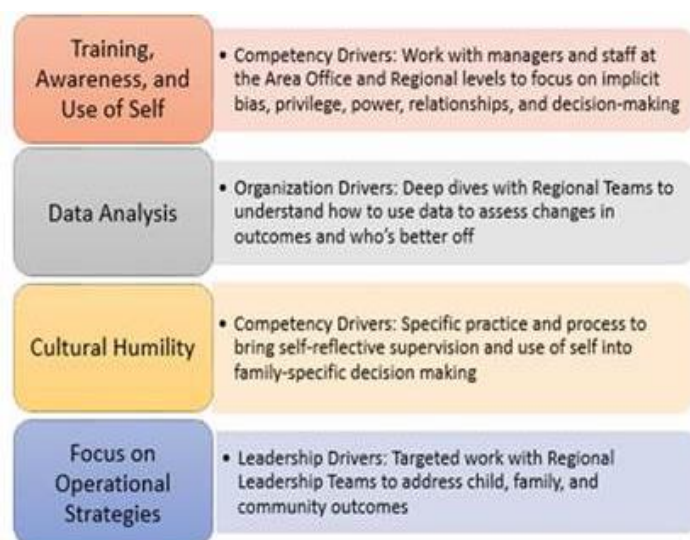 Training,
Awareness, and
Use of Self
• Competency Drivers: Work with managers and staff at
the Area Office and Regional levels to focus on implicit
bias, privilege, power, relationships, and decision-making
Data Analysis
• Organization Drivers: Deep dives with Regional Teams to
understand how to use data to assess changes in
outcomes and who's better off
Cultural Humility
• Competency Drivers: Specific practice and process to
bring self-reflective supervision and use of self into
family-specific decision making
Focus on
Operational
Strategies
• Leadership Drivers: Targeted work with Regional
Leadership Teams to address child, family, and
community outcomes